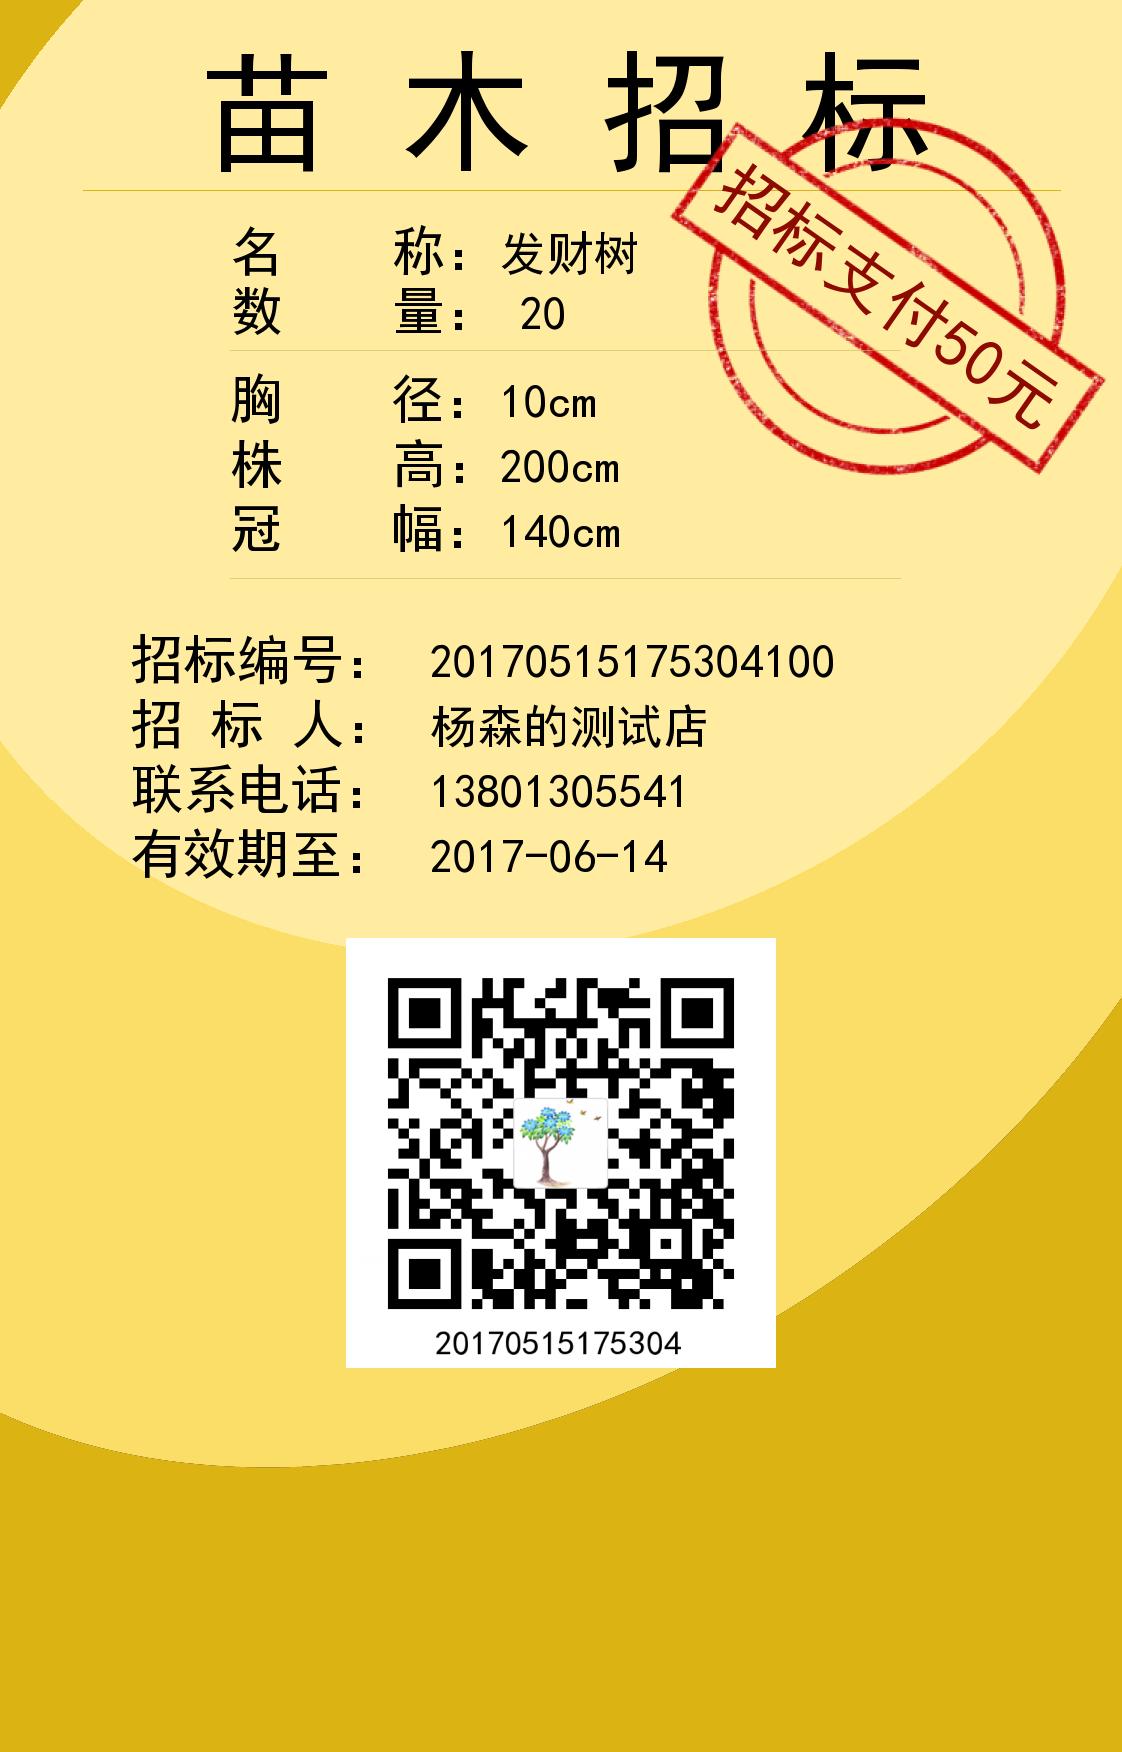 苗木招标
招标支付50元
名 称：发财树
数 量：20
胸 径：10cm
株 高：200cm
冠 幅：140cm
招标编号：20170515175304100
招 标 人：杨森的测试店
联系电话：13801305541
有效期至：2017-06-14
20170515175304